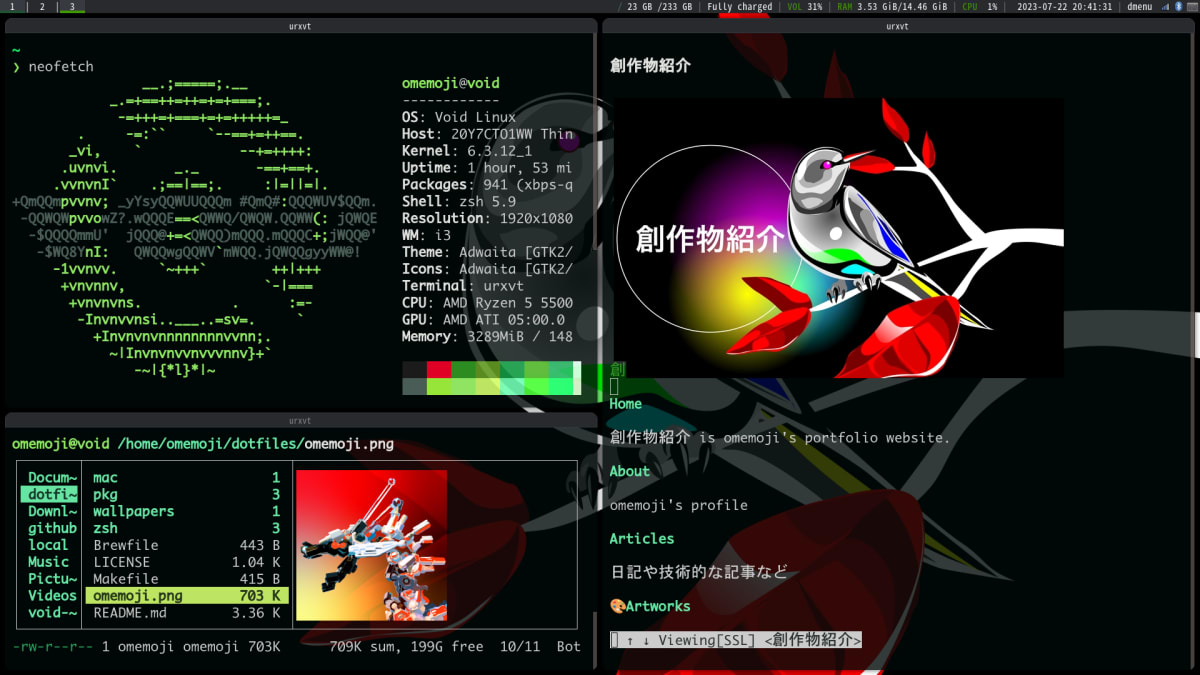 1 | 2 | 3
/ 23 GB /233 GB | Fully charged | VOL 31% | RAM 3.53 GiB/14.46 GiB | CPU 1% | 2023-07-22 20:41:31 | dmenu
urxvt
~
❯ neofetch
omemoji@void
------------
OS: Void Linux
Host: 20Y7CTO1WW Thin
Kernel: 6.3.12_1
Uptime: 1 hour, 53 mi
Packages: 941 (xbps-q
Shell: zsh 5.9
Resolution: 1920x1080
WM: i3
Theme: Adwaita [GTK2/
Icons: Adwaita [GTK2/
Terminal: urxvt
CPU: AMD Ryzen 5 5500
GPU: AMD ATI 05:00.0
Memory: 3289MiB / 148
urxvt
omemoji@void /home/omemoji/dotfiles/omemoji.png
Docum~ mac 1
dotfi~ pkg 3
Downl~ wallpapers 1
github zsh 3
local Brewfile 443 B
Music LICENSE 1.04 K
Pictu~ Makefile 415 B
Videos omemoji.png 703 K
void-~ README.md 3.36 K
-rw-r--r-- 1 omemoji omemoji 703K 709K sum, 199G free 10/11 Bot
urxvt
創作物紹介
創作物紹介
創
Home
創作物紹介 is omemoji's portfolio website.
About
omemoji's profile
Articles
日記や技術的な記事など
🎨Artworks
↑ ↓ Viewing[SSL] <創作物紹介>